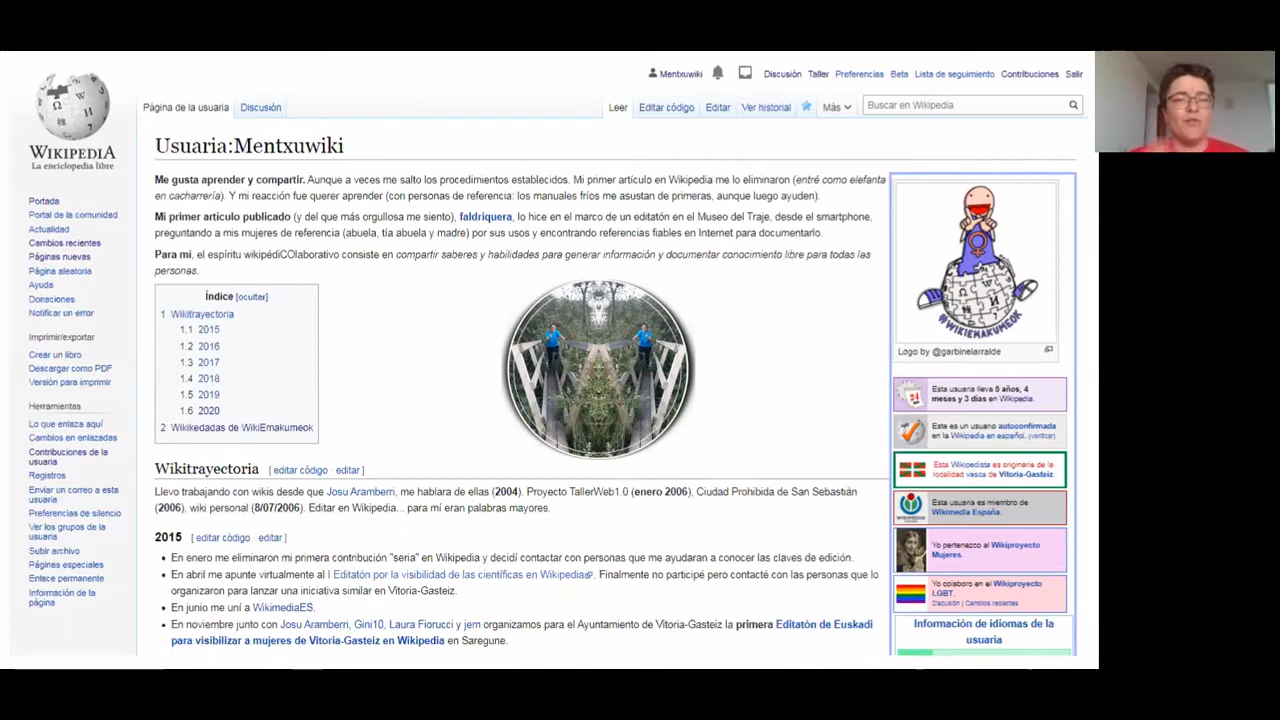 Mentxuwiki Discusión Taller Preferencias Beta Lista de seguimiento Contribuciones Salir
Página de la usuaria Discusión Leer Editar código Editar Ver historial Más Buscar en Wikipedia
WIKIPEDIA
La enciclopedia libre
Portada
Portal de la comunidad
Actualidad
Cambios recientes
Páginas nuevas
Página aleatoria
Ayuda
Donaciones
Notificar un error
Imprimir/exportar
Crear un libro
Descargar como PDF
Versión para imprimir
Herramientas
Lo que enlaza aquí
Cambios en enlazadas
Contribuciones de la
usuaria
Registros
Enviar un correo a esta
usuaria
Preferencias de silencio
Ver los grupos de la
usuaria
Subir archivo
Páginas especiales
Enlace permanente
Información de la
página
Usuaria:Mentxuwiki
Me gusta aprender y compartir. Aunque a veces me salto los procedimientos establecidos. Mi primer artículo en Wikipedia me lo eliminaron (entré como elefanta
en cacharrería). Y mi reacción fue querer aprender (con personas de referencia: los manuales fríos me asustan de primeras, aunque luego ayuden).
Mi primer artículo publicado (y del que más orgullosa me siento), faldriquera, lo hice en el marco de un editatón en el Museo del Traje, desde el smartphone,
preguntando a mis mujeres de referencia (abuela, tía abuela y madre) por sus usos y encontrando referencias fiables en Internet para documentarlo.
Para mí, el espíritu wikipédiCOlaborativo consiste en compartir saberes y habilidades para generar información y documentar conocimiento libre para todas las
personas.
Índice [ocultar]
1 Wikitrayectoria
1.1 2015
1.2 2016
1.3 2017
1.4 2018
1.5 2019
1.6 2020
2 Wikikedadas de WikiEmakumeok
Wikitrayectoria [ editar código · editar ]
Llevo trabajando con wikis desde que Josu Aramberri, me hablara de ellas (2004). Proyecto TallerWeb1.0 (enero 2006), Ciudad Prohibida de San Sebastián
(2006), wiki personal (8/07/2006). Editar en Wikipedia... para mí eran palabras mayores.
2015 [ editar código · editar ]
• En enero me eliminaron mi primera contribución "seria" en Wikipedia y decidí contactar con personas que me ayudaran a conocer las claves de edición.
• En abril me apunte virtualmente al I Editatón por la visibilidad de las científicas en Wikipedia. Finalmente no participé pero contacté con las personas que lo
organizaron para lanzar una iniciativa similar en Vitoria-Gasteiz.
• En junio me uní a WikimediaES.
• En noviembre junto con Josu Aramberri, Gini10, Laura Fiorucci y jem organizamos para el Ayuntamiento de Vitoria-Gasteiz la primera Editatón de Euskadi
para visibilizar a mujeres de Vitoria-Gasteiz en Wikipedia en Saregune.
#WIKIEMAKUMEOK
Logo by @garbinelarralde
24
Esta usuaria lleva 5 años, 4
meses y 3 días en Wikipedia.
Este es un usuario autoconfirmada
en la Wikipedia en español. (verificar)
Esta Wikipedista es originaria de la
localidad vasca de Vitoria-Gasteiz.
Esta usuaria es miembro de
Wikimedia España.
Yo pertenezco al Wikiproyecto
Mujeres.
Yo colaboro en el Wikiproyecto
LGBT.
Discusión | Cambios recientes
Información de idiomas de la
usuaria